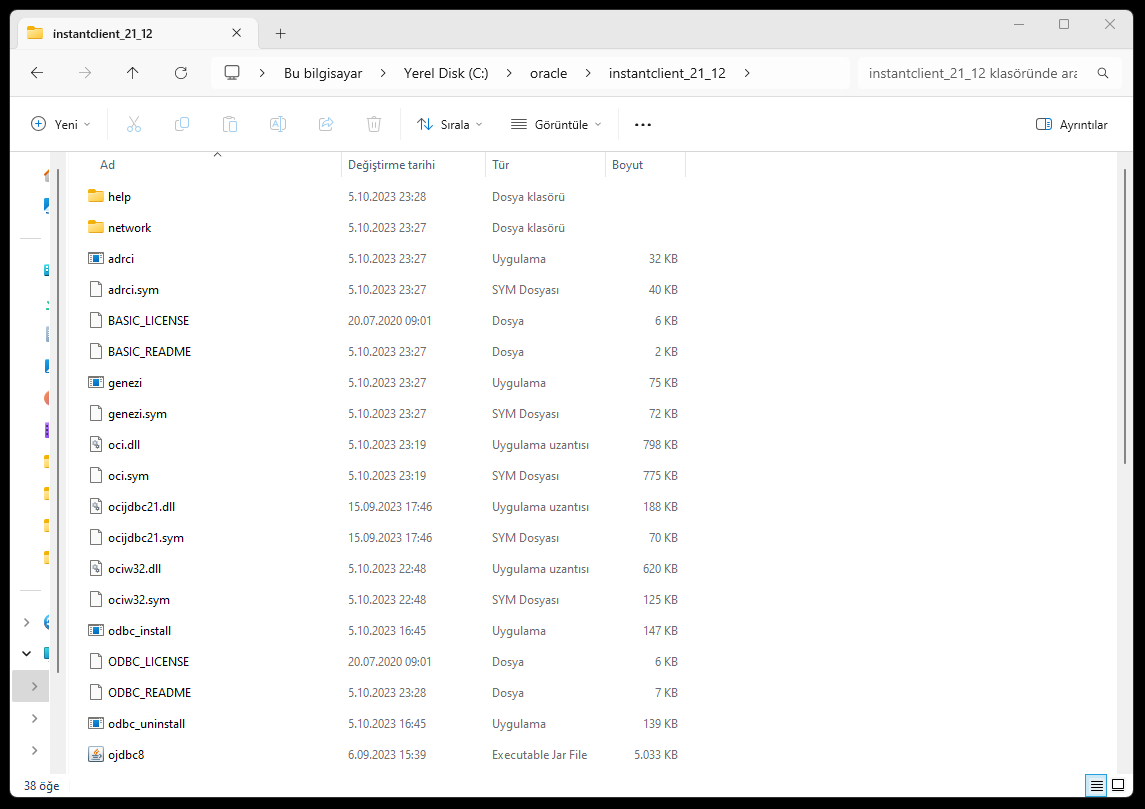 instantclient_21_12
Bu bilgisayar Yerel Disk (C:) oracle instantclient_21_12
instantclient_21_12 klasöründe ara
Yeni Sırala Görüntüle Ayrıntılar
Ad Değiştirme tarihi Tür Boyut
help 5.10.2023 23:28 Dosya klasörü
network 5.10.2023 23:27 Dosya klasörü
adrci 5.10.2023 23:27 Uygulama 32 KB
adrci.sym 5.10.2023 23:27 SYM Dosyası 40 KB
BASIC_LICENSE 20.07.2020 09:01 Dosya 6 KB
BASIC_README 5.10.2023 23:27 Dosya 2 KB
genezi 5.10.2023 23:27 Uygulama 75 KB
genezi.sym 5.10.2023 23:27 SYM Dosyası 72 KB
oci.dll 5.10.2023 23:19 Uygulama uzantısı 798 KB
oci.sym 5.10.2023 23:19 SYM Dosyası 775 KB
ocijdbc21.dll 15.09.2023 17:46 Uygulama uzantısı 188 KB
ocijdbc21.sym 15.09.2023 17:46 SYM Dosyası 70 KB
ociw32.dll 5.10.2023 22:48 Uygulama uzantısı 620 KB
ociw32.sym 5.10.2023 22:48 SYM Dosyası 125 KB
odbc_install 5.10.2023 16:45 Uygulama 147 KB
ODBC_LICENSE 20.07.2020 09:01 Dosya 6 KB
ODBC_README 5.10.2023 23:28 Dosya 7 KB
odbc_uninstall 5.10.2023 16:45 Uygulama 139 KB
ojdbc8 6.09.2023 15:39 Executable Jar File 5.033 KB
38 öğe